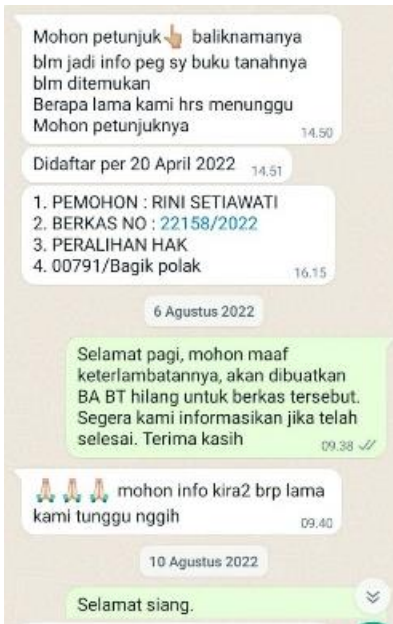 Mohon petunjuk👆🏼 baliknamanya
blm jadi info peg sy buku tanahnya
blm ditemukan
Berapa lama kami hrs menunggu
Mohon petunjuknya
14.50
Didaftar per 20 April 2022
14.51
1. PEMOHON : RINI SETIAWATI
2. BERKAS NO : 22158/2022
3. PERALIHAN HAK
4. 00791/Bagik polak
16.15
6 Agustus 2022
Selamat pagi, mohon maaf
keterlambatannya, akan dibuatkan
BA BT hilang untuk berkas tersebut.
Segera kami informasikan jika telah
selesai. Terima kasih
09.38
🙏🏼🙏🏼🙏🏼 mohon info kira2 brp lama
kami tunggu nggih
09.40
10 Agustus 2022
Selamat siang.